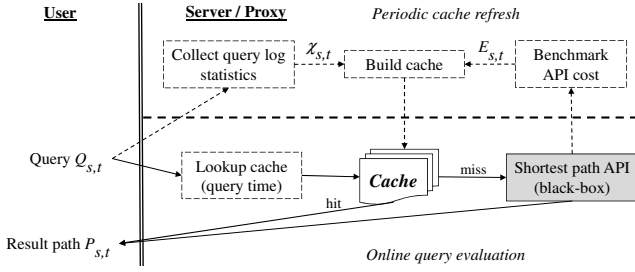 User
Server / Proxy
Periodic cache refresh
Collect query log
statistics
χs,t
Build cache
Es,t
Benchmark
API cost
Query Qs,t
Lookup cache
(query time)
Cache
miss
Shortest path API
(black-box)
hit
Result path Ps,t
Online query evaluation